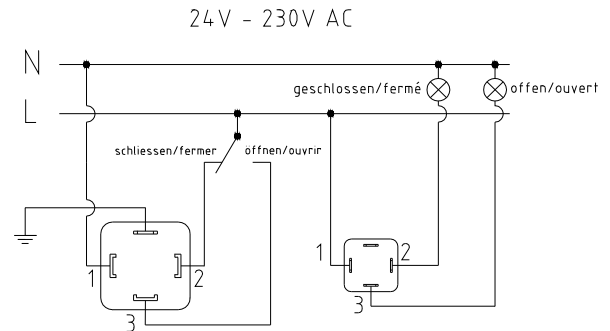 24V - 230V AC
N
geschlossen/fermé
offen/ouvert
L
schliessen/fermer
öffnen/ouvrir
1
2
3
1
2
3